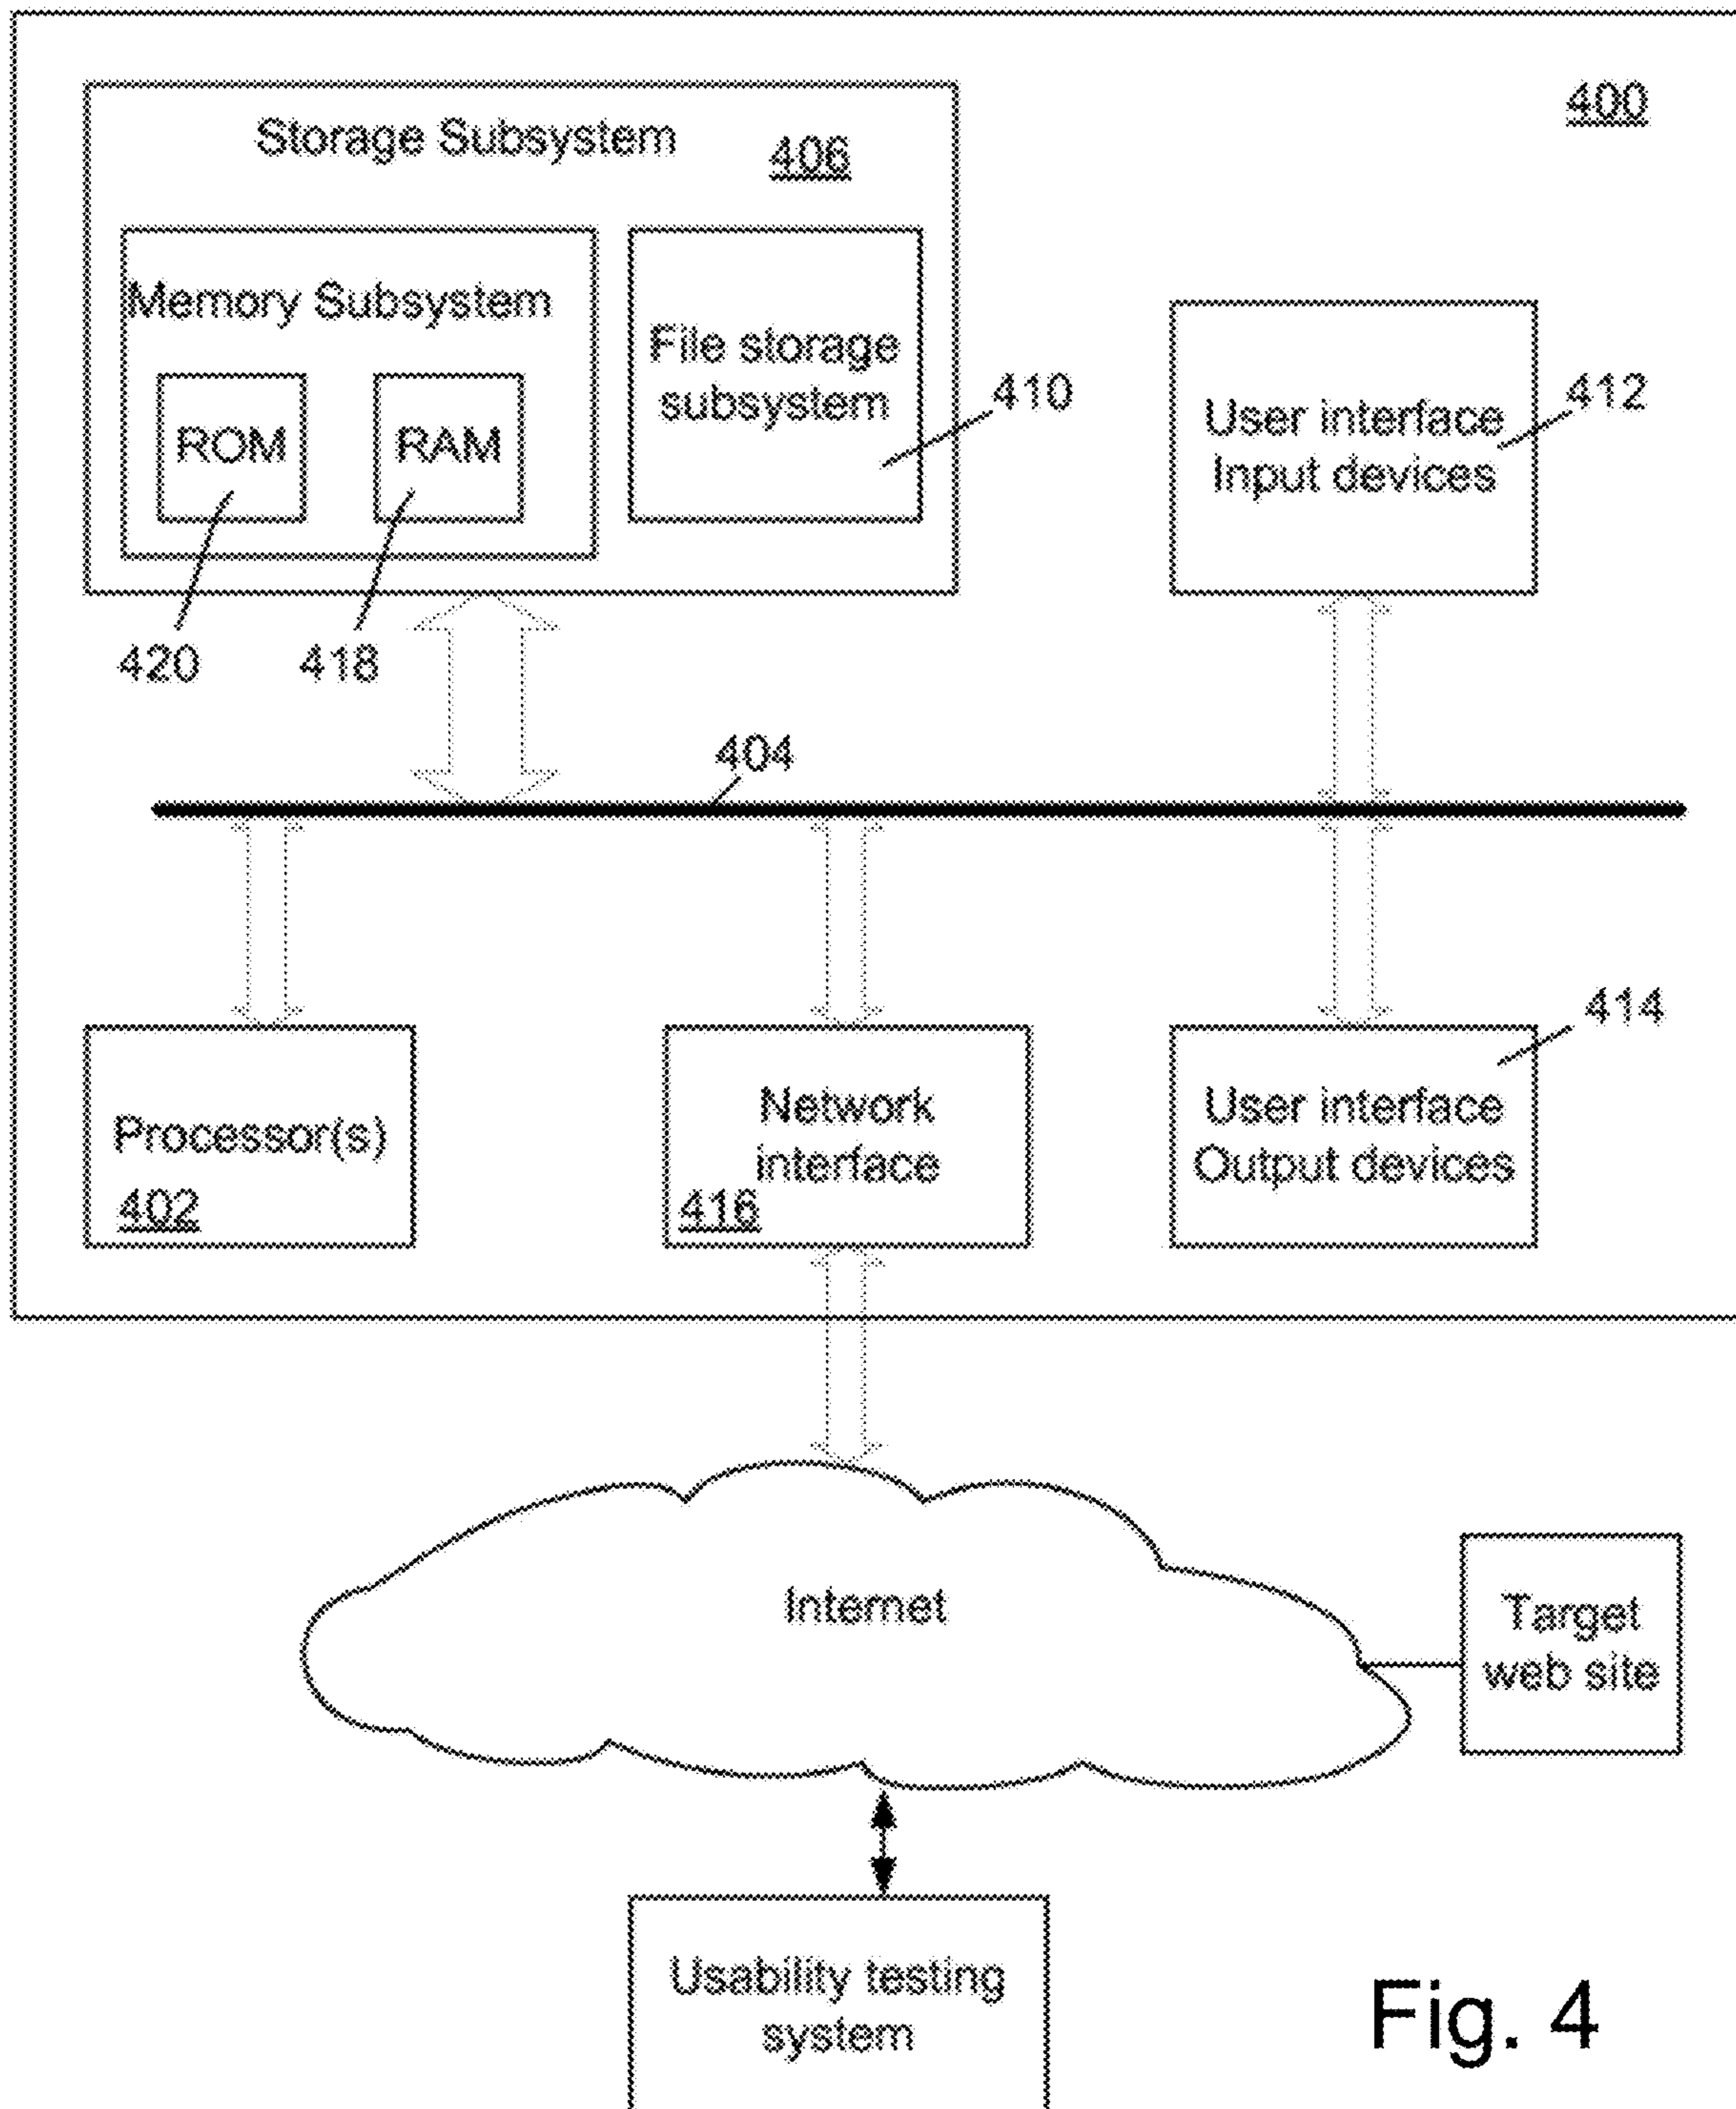 400
Storage Subsystem
406
Memory Subsystem
File storage
subsystem
410
ROM
RAM
420
418
User interface
Input devices
412
404
Processor(s)
402
Network
interface
416
414
User interface
Output devices
Internet
Target
web site
Usability testing
system
Fig. 4